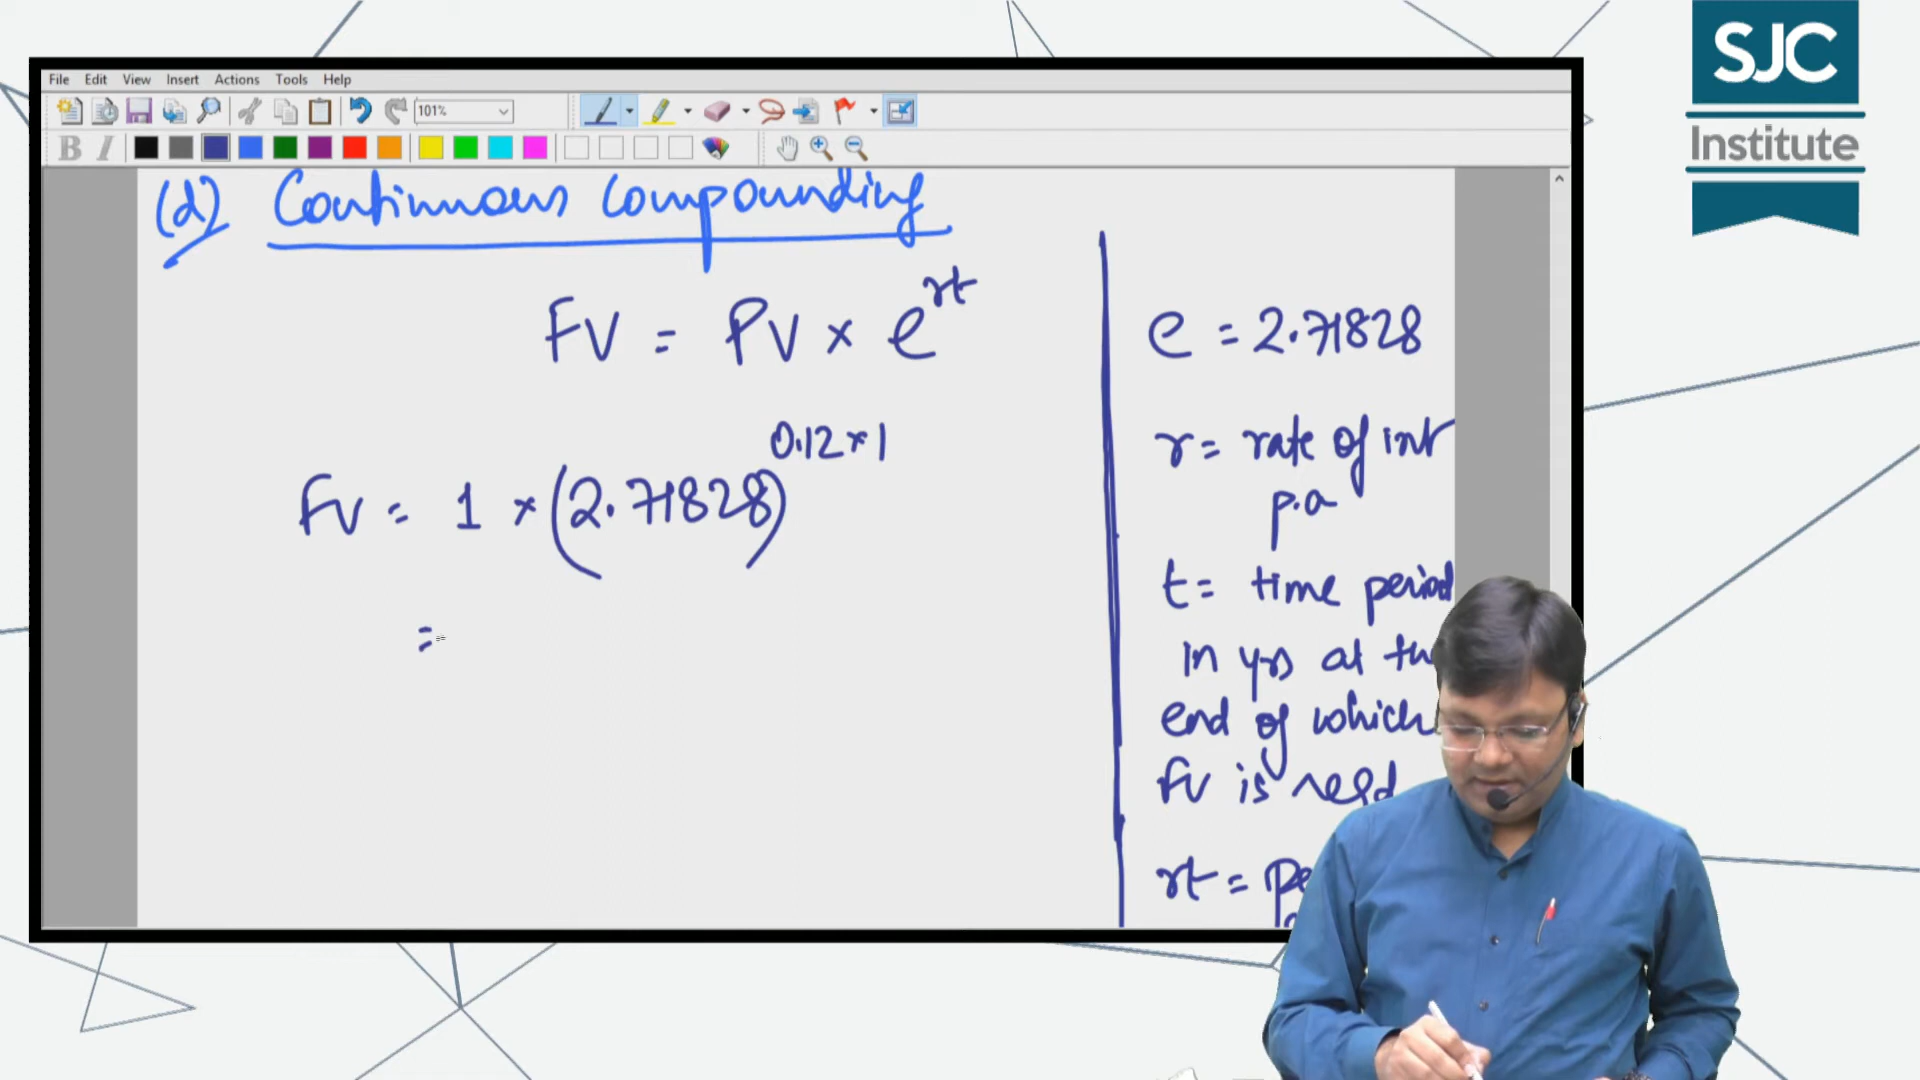 SJC
Institute
File Edit View Insert Actions Tools Help
101%
B I
(d) Continuous Compounding
FV = PV × e^rt
FV = 1 × (2.71828)^0.12×1
=
e = 2.71828
r = rate of int
p.a
t = time period
in yrs at the
end of which
FV is reqd
rt =